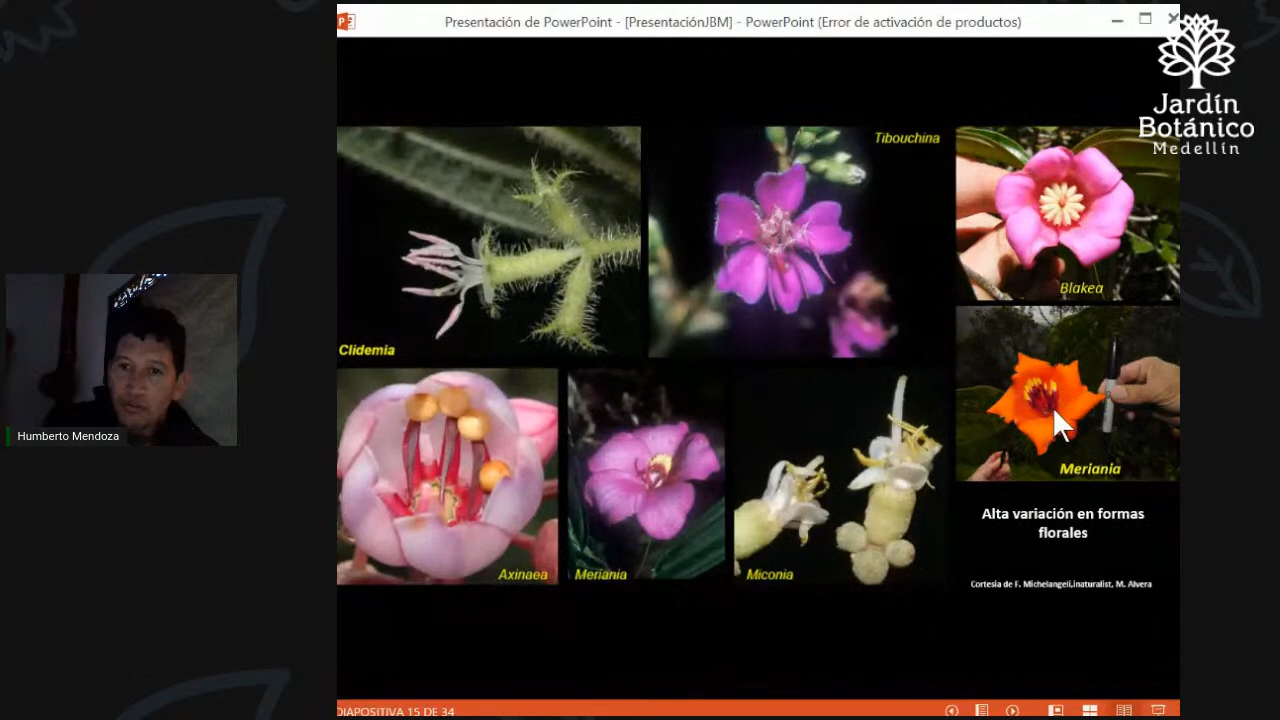 Presentación de PowerPoint - [PresentaciónJBM] - PowerPoint (Error de activación de productos)
Jardín
Botánico
Medellín
Tibouchina
Blakea
Clidemia
Humberto Mendoza
Meriania
Axinaea
Meriania
Miconia
Alta variación en formas
florales
Cortesía de F. Michelangeli,inaturalist, M. Alvera
DIAPOSITIVA 15 DE 34